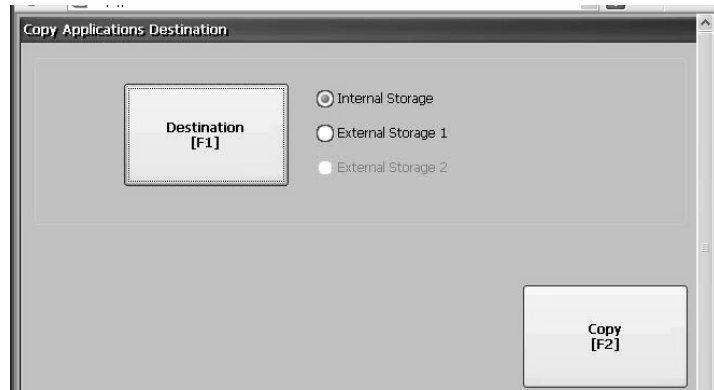 Copy Applications Destination
Destination
[F1]
Internal Storage
External Storage 1
External Storage 2
Copy
[F2]